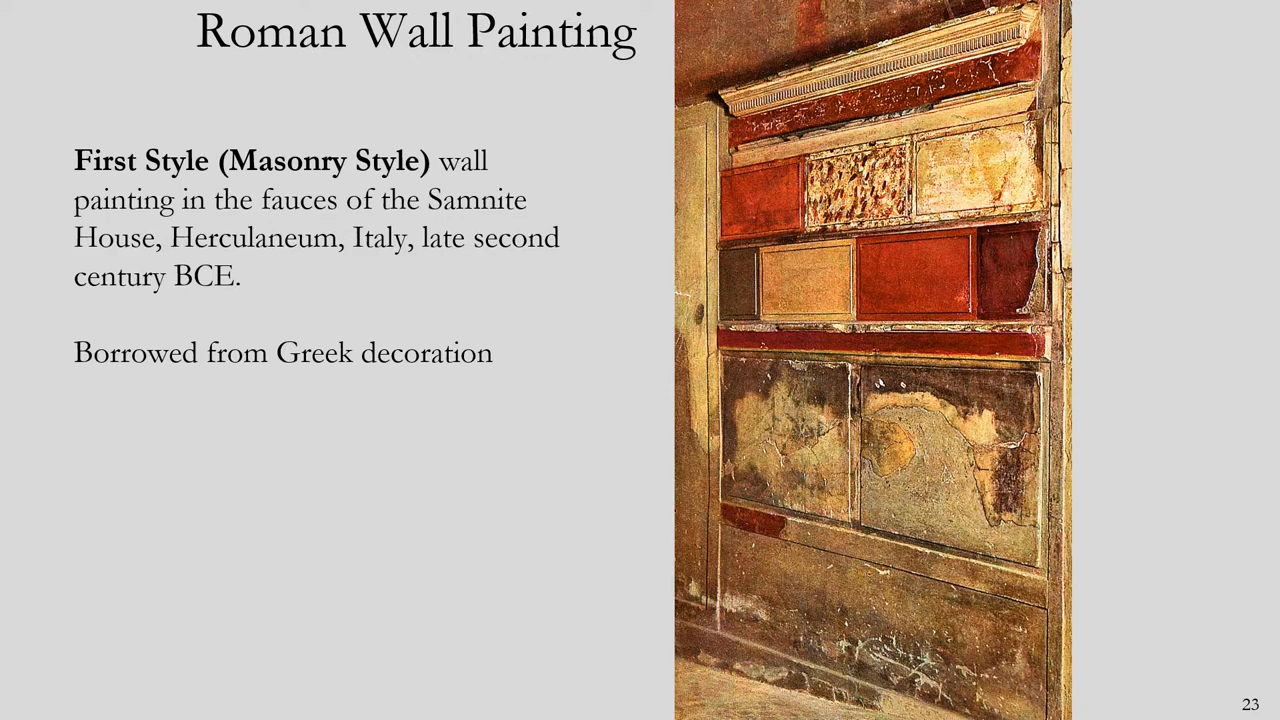 Roman Wall Painting
First Style (Masonry Style) wall
painting in the fauces of the Samnite
House, Herculaneum, Italy, late second
century BCE.
Borrowed from Greek decoration
23